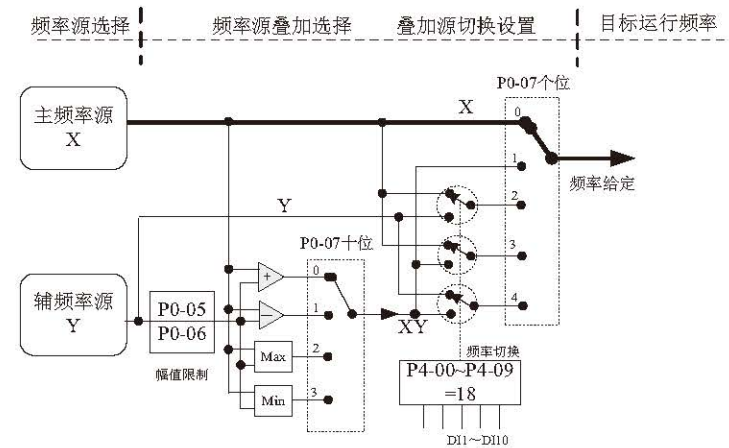 频率源选择 频率源叠加选择 叠加源切换设置 目标运行频率
P0-07个位
主频率源
X
X
0
1
频率给定
2
Y
P0-07十位
3
辅频率源
Y
P0-05
P0-06
幅值限制
+
0
−
1
XY
4
Max
2
Min
3
频率切换
P4-00~P4-09
=18
DI1～DI10